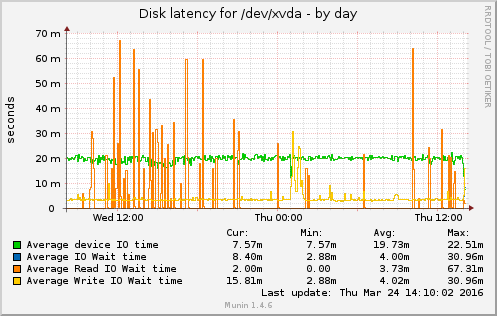 Disk latency for /dev/xvda - by day
RRDTOOL / TOBI OETIKER
seconds
70 m
60 m
50 m
40 m
30 m
20 m
10 m
0
Wed 12:00 Thu 00:00 Thu 12:00
Cur: Min: Avg: Max:
Average device IO time 7.57m 7.57m 19.73m 22.51m
Average IO Wait time 8.40m 2.88m 4.00m 30.96m
Average Read IO Wait time 2.00m 0.00 3.73m 67.31m
Average Write IO Wait time 15.81m 2.88m 4.02m 30.96m
Last update: Thu Mar 24 14:10:02 2016
Munin 1.4.6